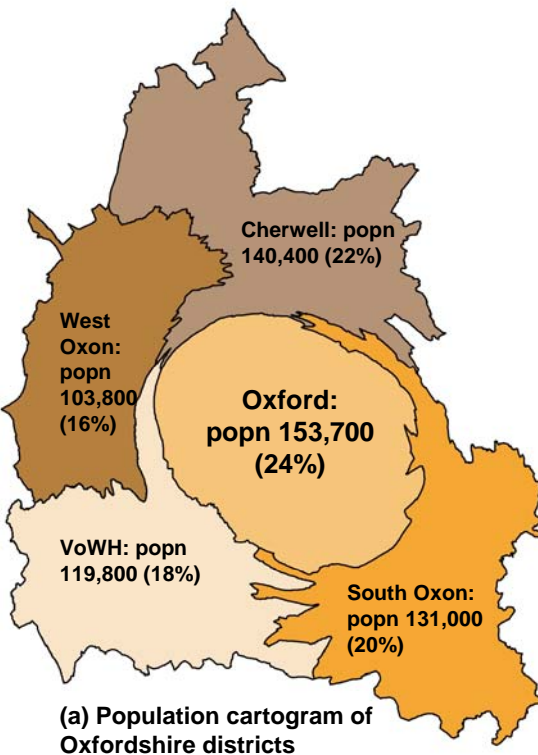 Cherwell: popn
140,400 (22%)
West
Oxon:
popn
103,800
(16%)
Oxford:
popn 153,700
(24%)
VoWH: popn
119,800 (18%)
South Oxon:
popn 131,000
(20%)
(a) Population cartogram of
Oxfordshire districts